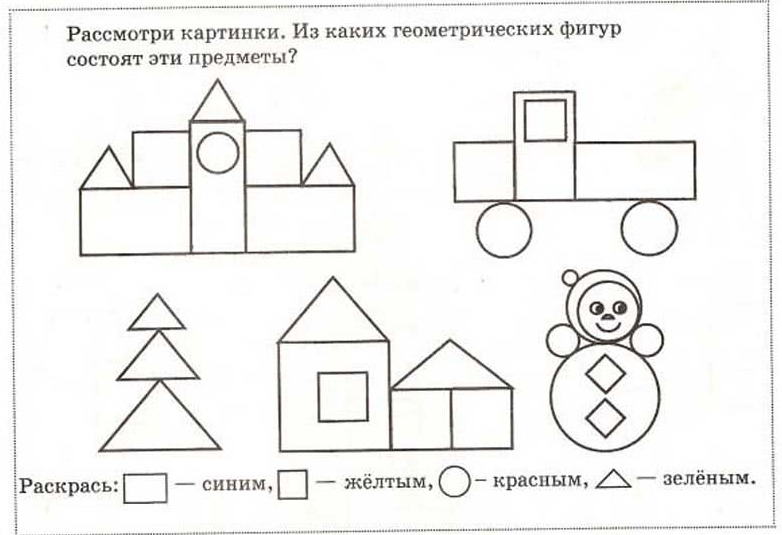 Рассмотри картинки. Из каких геометрических фигур
состоят эти предметы?
Раскрась: — синим, — жёлтым, – красным, — зелёным.